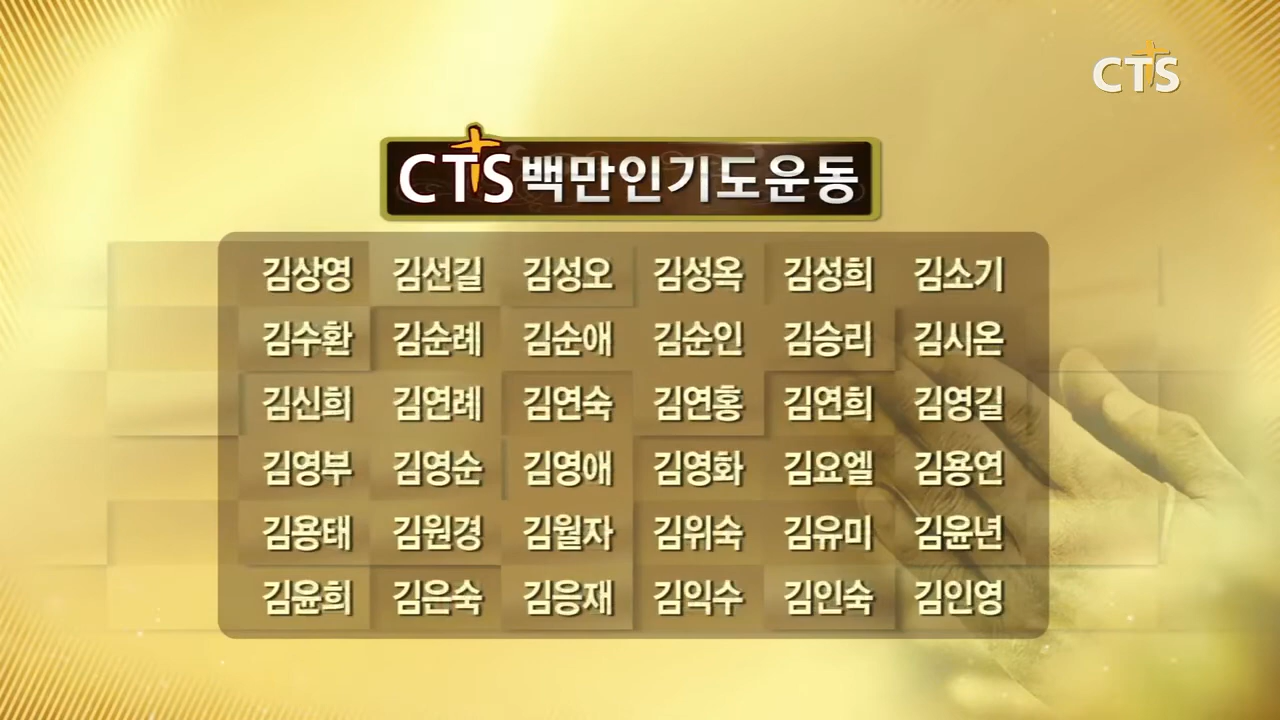 CTS
CTS백만인기도운동
김상영 김선길 김성오 김성옥 김성희 김소기
김수환 김순례 김순애 김순인 김승리 김시온
김신희 김연례 김연숙 김연홍 김연희 김영길
김영부 김영순 김영애 김영화 김요엘 김용연
김용태 김원경 김월자 김위숙 김유미 김윤년
김윤희 김은숙 김응재 김익수 김인숙 김인영